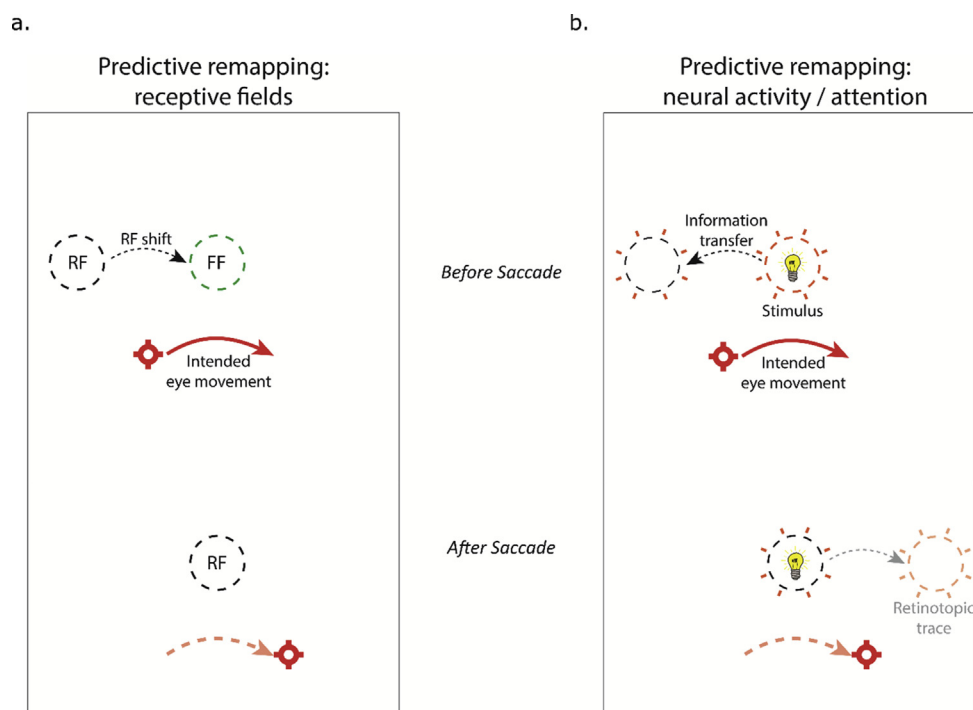 a.
Predictive remapping:
receptive fields
RF shift
RF
FF
Intended
eye movement
RF
Before Saccade
After Saccade
b.
Predictive remapping:
neural activity / attention
Information
transfer
Stimulus
Intended
eye movement
Retinotopic
trace